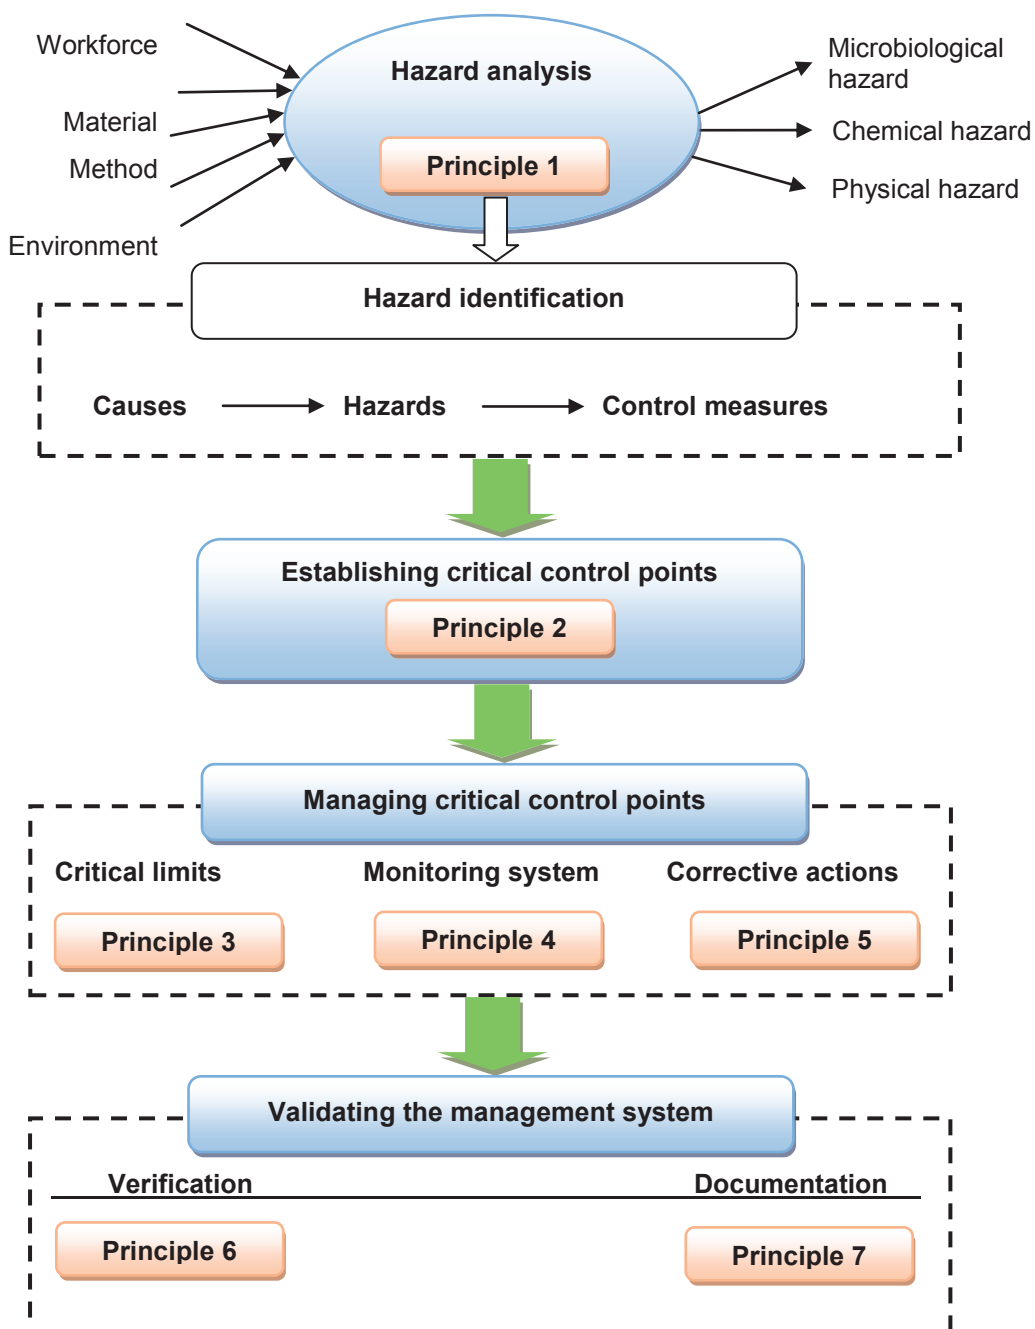 Workforce
Material
Method
Environment
Hazard analysis
Principle 1
Microbiological
hazard
Chemical hazard
Physical hazard
Hazard identification
Causes Hazards Control measures
Establishing critical control points
Principle 2
Managing critical control points
Critical limits Monitoring system Corrective actions
Principle 3 Principle 4 Principle 5
Validating the management system
Verification Documentation
Principle 6 Principle 7